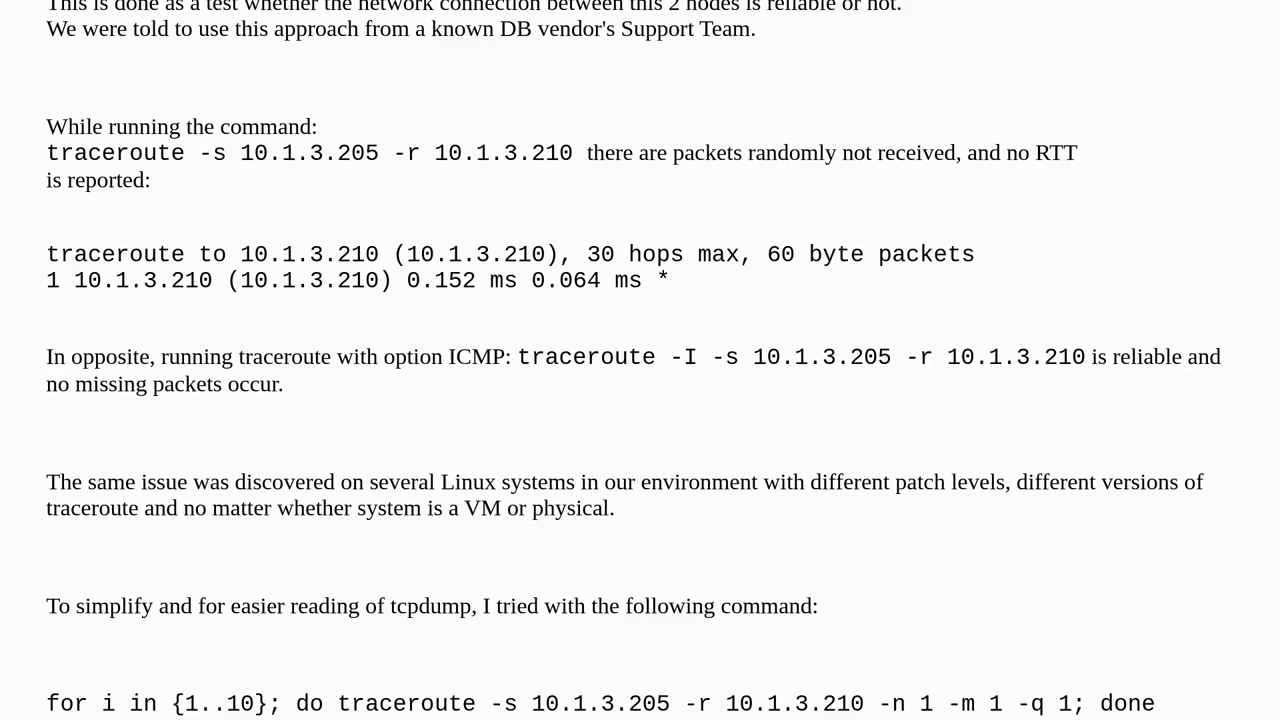 This is done as a test whether the network connection between this 2 nodes is reliable or not.
We were told to use this approach from a known DB vendor's Support Team.
While running the command:
traceroute -s 10.1.3.205 -r 10.1.3.210 there are packets randomly not received, and no RTT
is reported:
traceroute to 10.1.3.210 (10.1.3.210), 30 hops max, 60 byte packets
1 10.1.3.210 (10.1.3.210) 0.152 ms 0.064 ms *
In opposite, running traceroute with option ICMP: traceroute -I -s 10.1.3.205 -r 10.1.3.210 is reliable and
no missing packets occur.
The same issue was discovered on several Linux systems in our environment with different patch levels, different versions of
traceroute and no matter whether system is a VM or physical.
To simplify and for easier reading of tcpdump, I tried with the following command:
for i in {1..10}; do traceroute -s 10.1.3.205 -r 10.1.3.210 -n 1 -m 1 -q 1; done